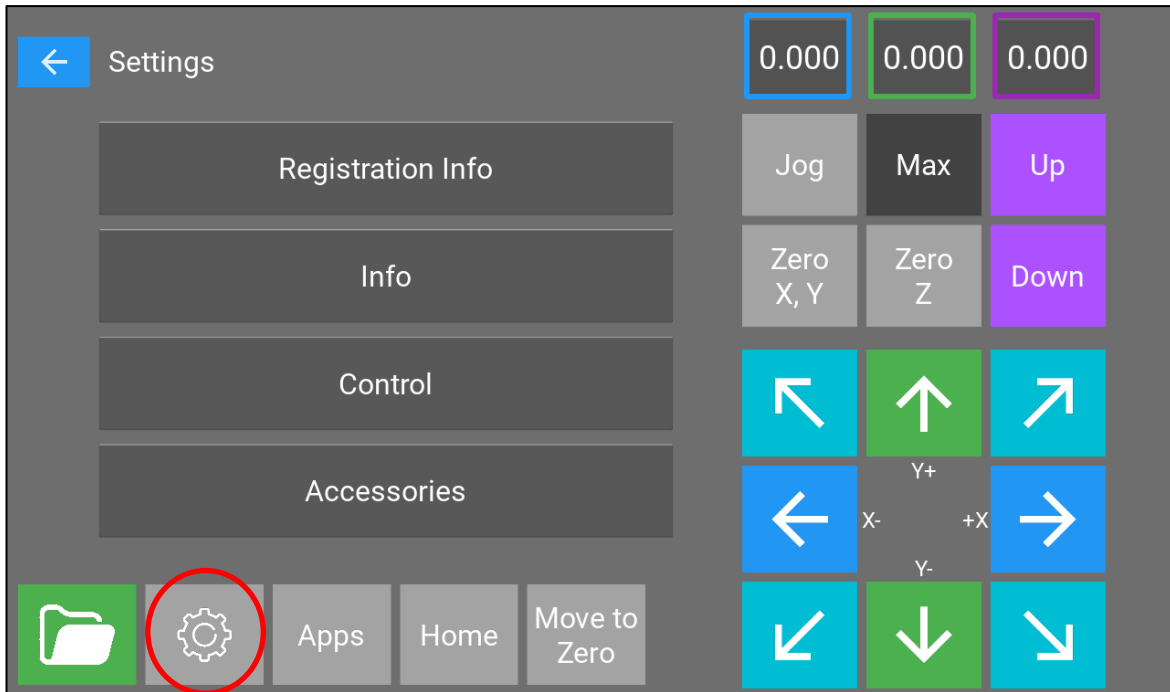 Settings
Registration Info
Info
Control
Accessories
Apps
Home
Move to
Zero
0.000
0.000
0.000
Jog
Max
Up
Zero
X, Y
Zero
Z
Down
Y+
X-
+X
Y-